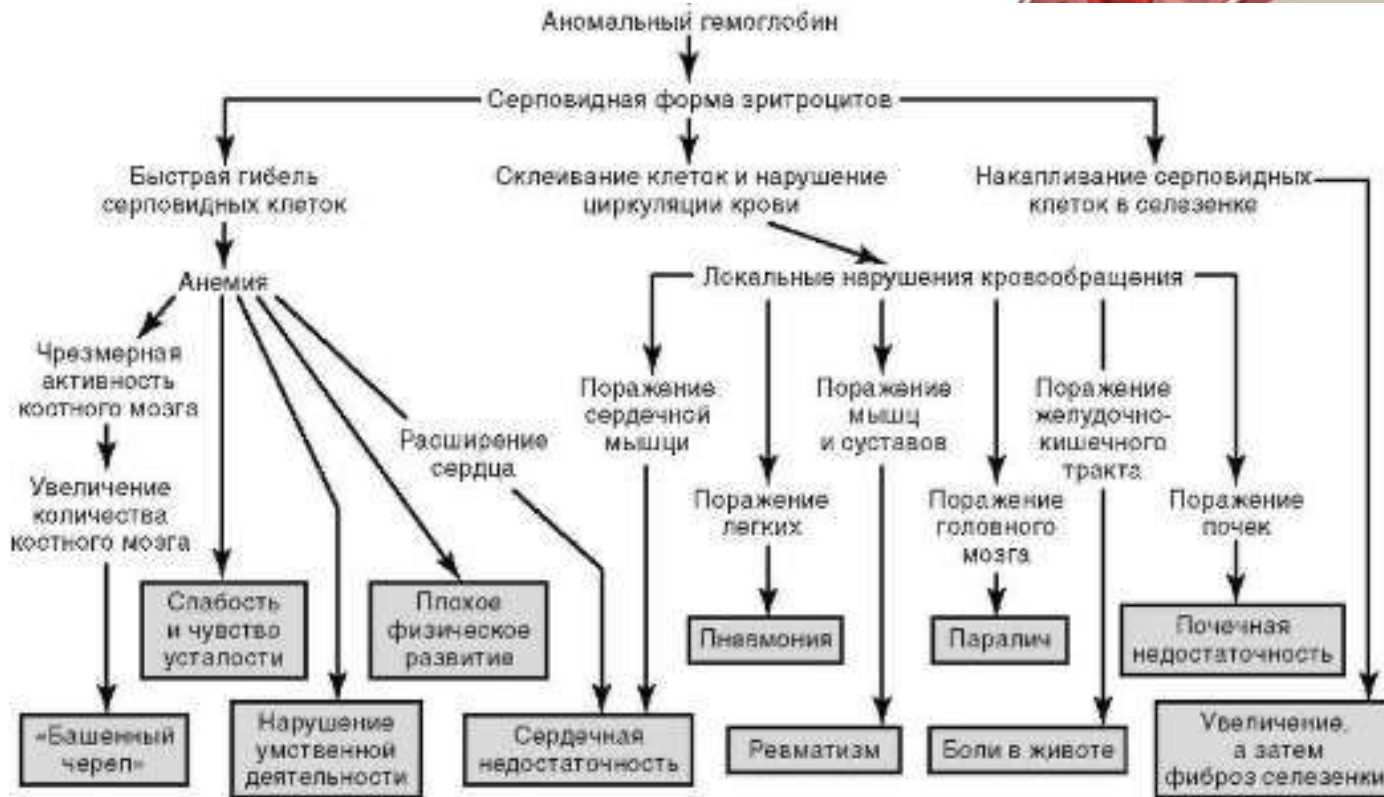 Аномальный гемоглобин
Серповидная форма эритроцитов
Быстрая гибель
серповидных клеток
Склеивание клеток и нарушение
циркуляции крови
Накапливание серповидных
клеток в селезенке
Анемия
Локальные нарушения кровообращения
Чрезмерная
активность
костного мозга
Расширение
сердца
Поражение
сердечной
мышци
Поражение
мышц
и суставов
Поражение
желудочно-
кишечного
тракта
Увеличение
количества
костного мозга
Поражение
легких
Поражение
головного
мозга
Поражение
почек
Слабость
и чувство
усталости
Плохое
физическое
развитие
Пневмония
Паралич
Почечная
недостаточность
«Башенный
череп»
Нарушение
умственной
деятельности
Сердечная
недостаточность
Ревматизм
Боли в животе
Увеличение,
а затем
фиброз селезенки